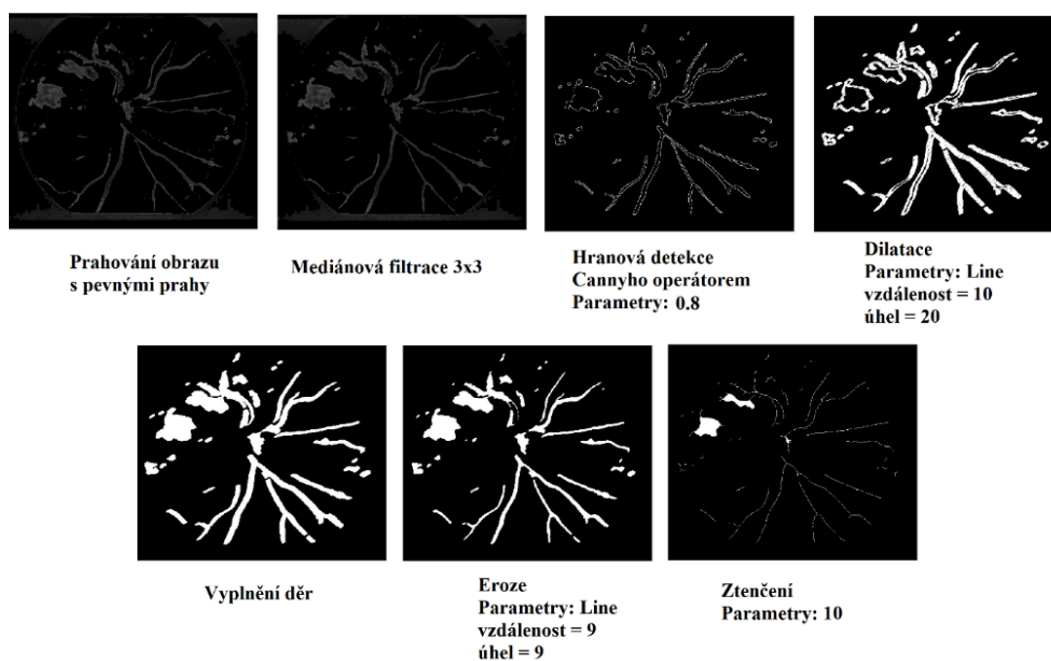 Prahování obrazu
s pevnými prahy
Mediánová filtrace 3x3
Hranová detekce
Cannyho operátorem
Parametry: 0.8
Dilatace
Parametry: Line
vzdálenost = 10
úhel = 20
Vyplnění děr
Eroze
Parametry: Line
vzdálenost = 9
úhel = 9
Ztenčení
Parametry: 10